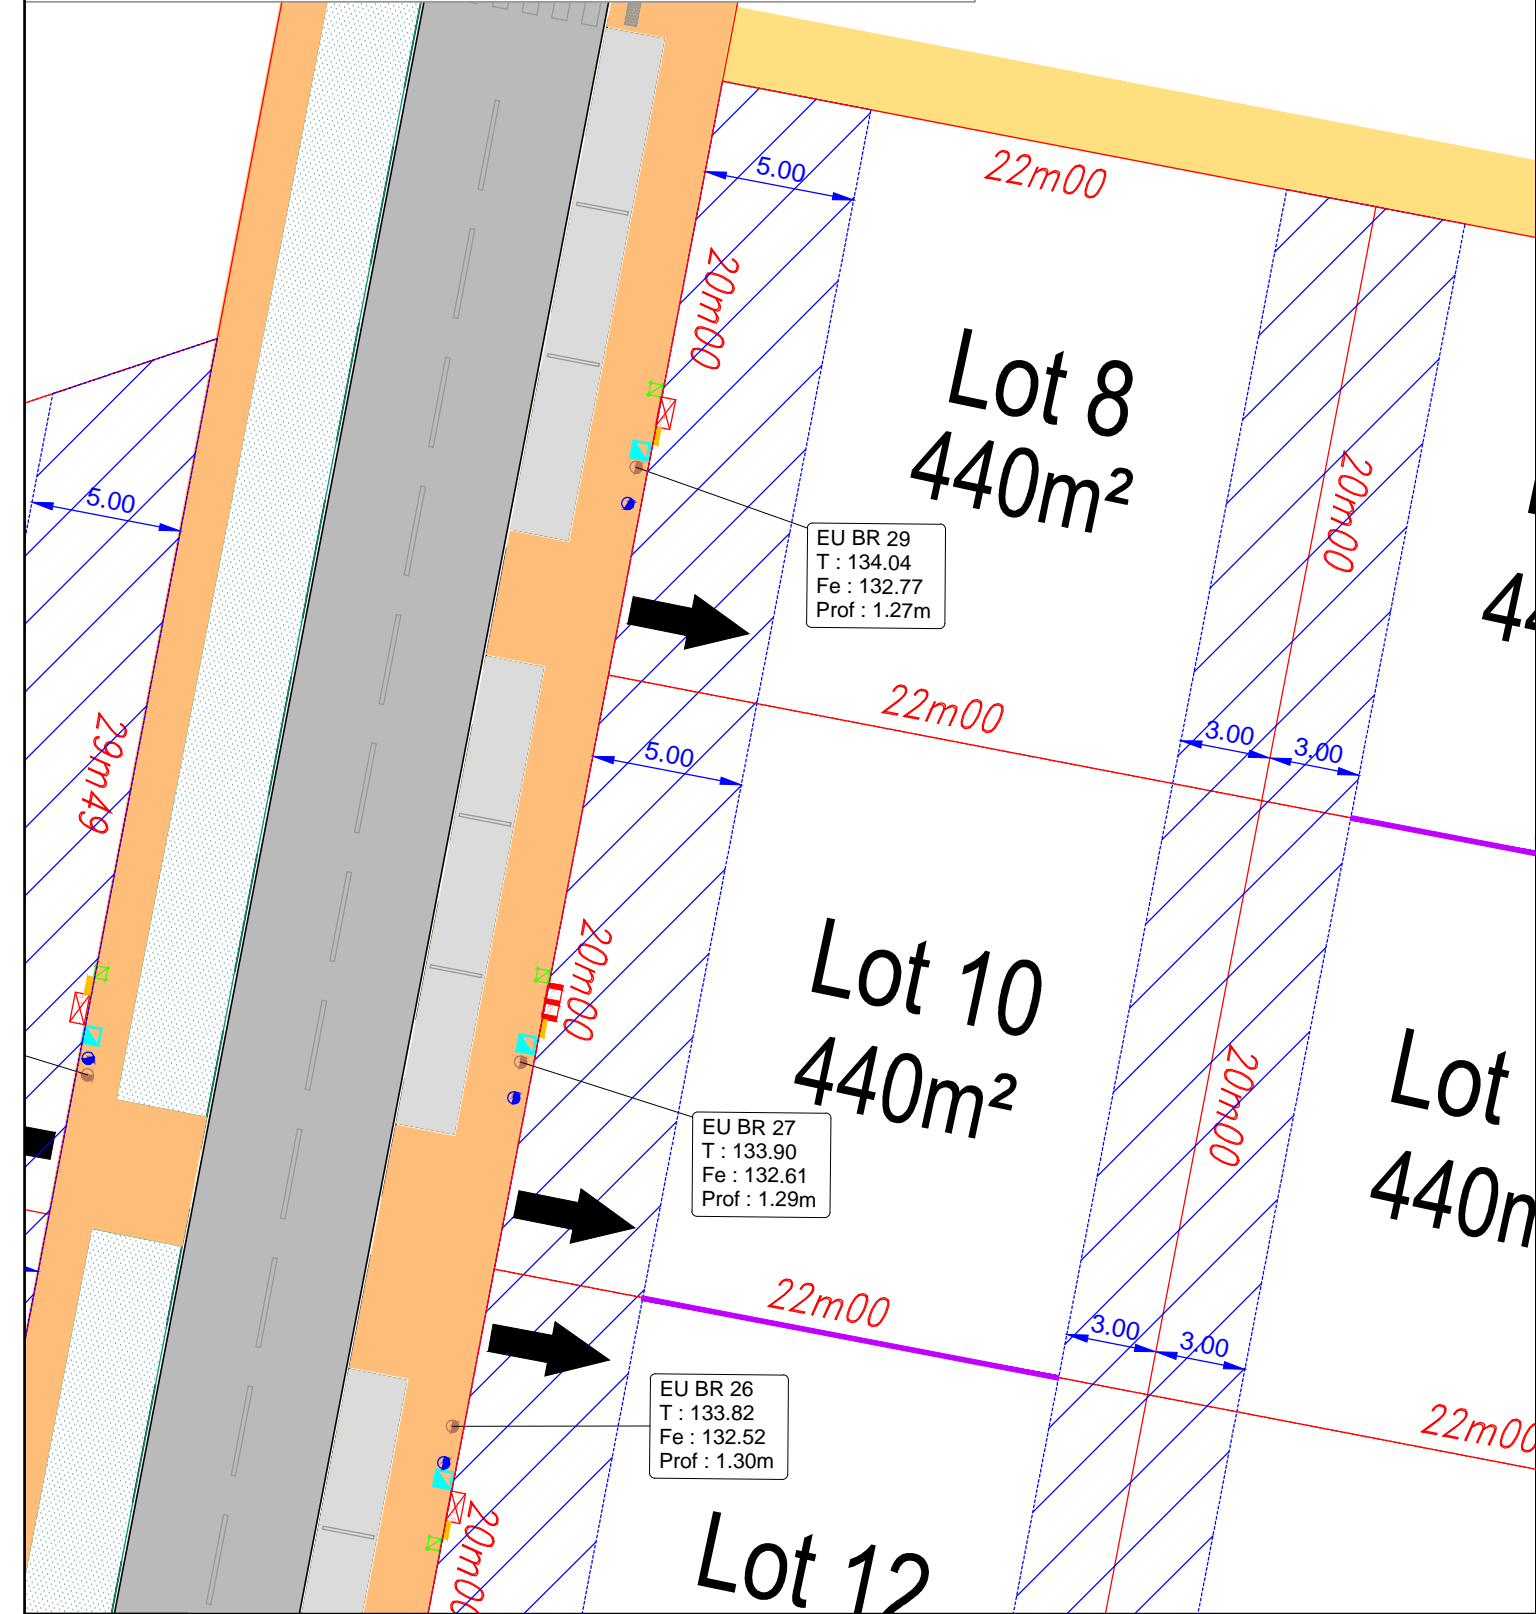 5.00
22m00
20m00
Lot 8
440m²
20m00
5.00
EU BR 29
T : 134.04
Fe : 132.77
Prof : 1.27m
22m00
3.00
3.00
5.00
29m49
Lot 10
440m²
20m00
Lot
20m00
EU BR 27
T : 133.90
Fe : 132.61
Prof : 1.29m
22m00
3.00
3.00
EU BR 26
T : 133.82
Fe : 132.52
Prof : 1.30m
22m00
Lot 12
20m00